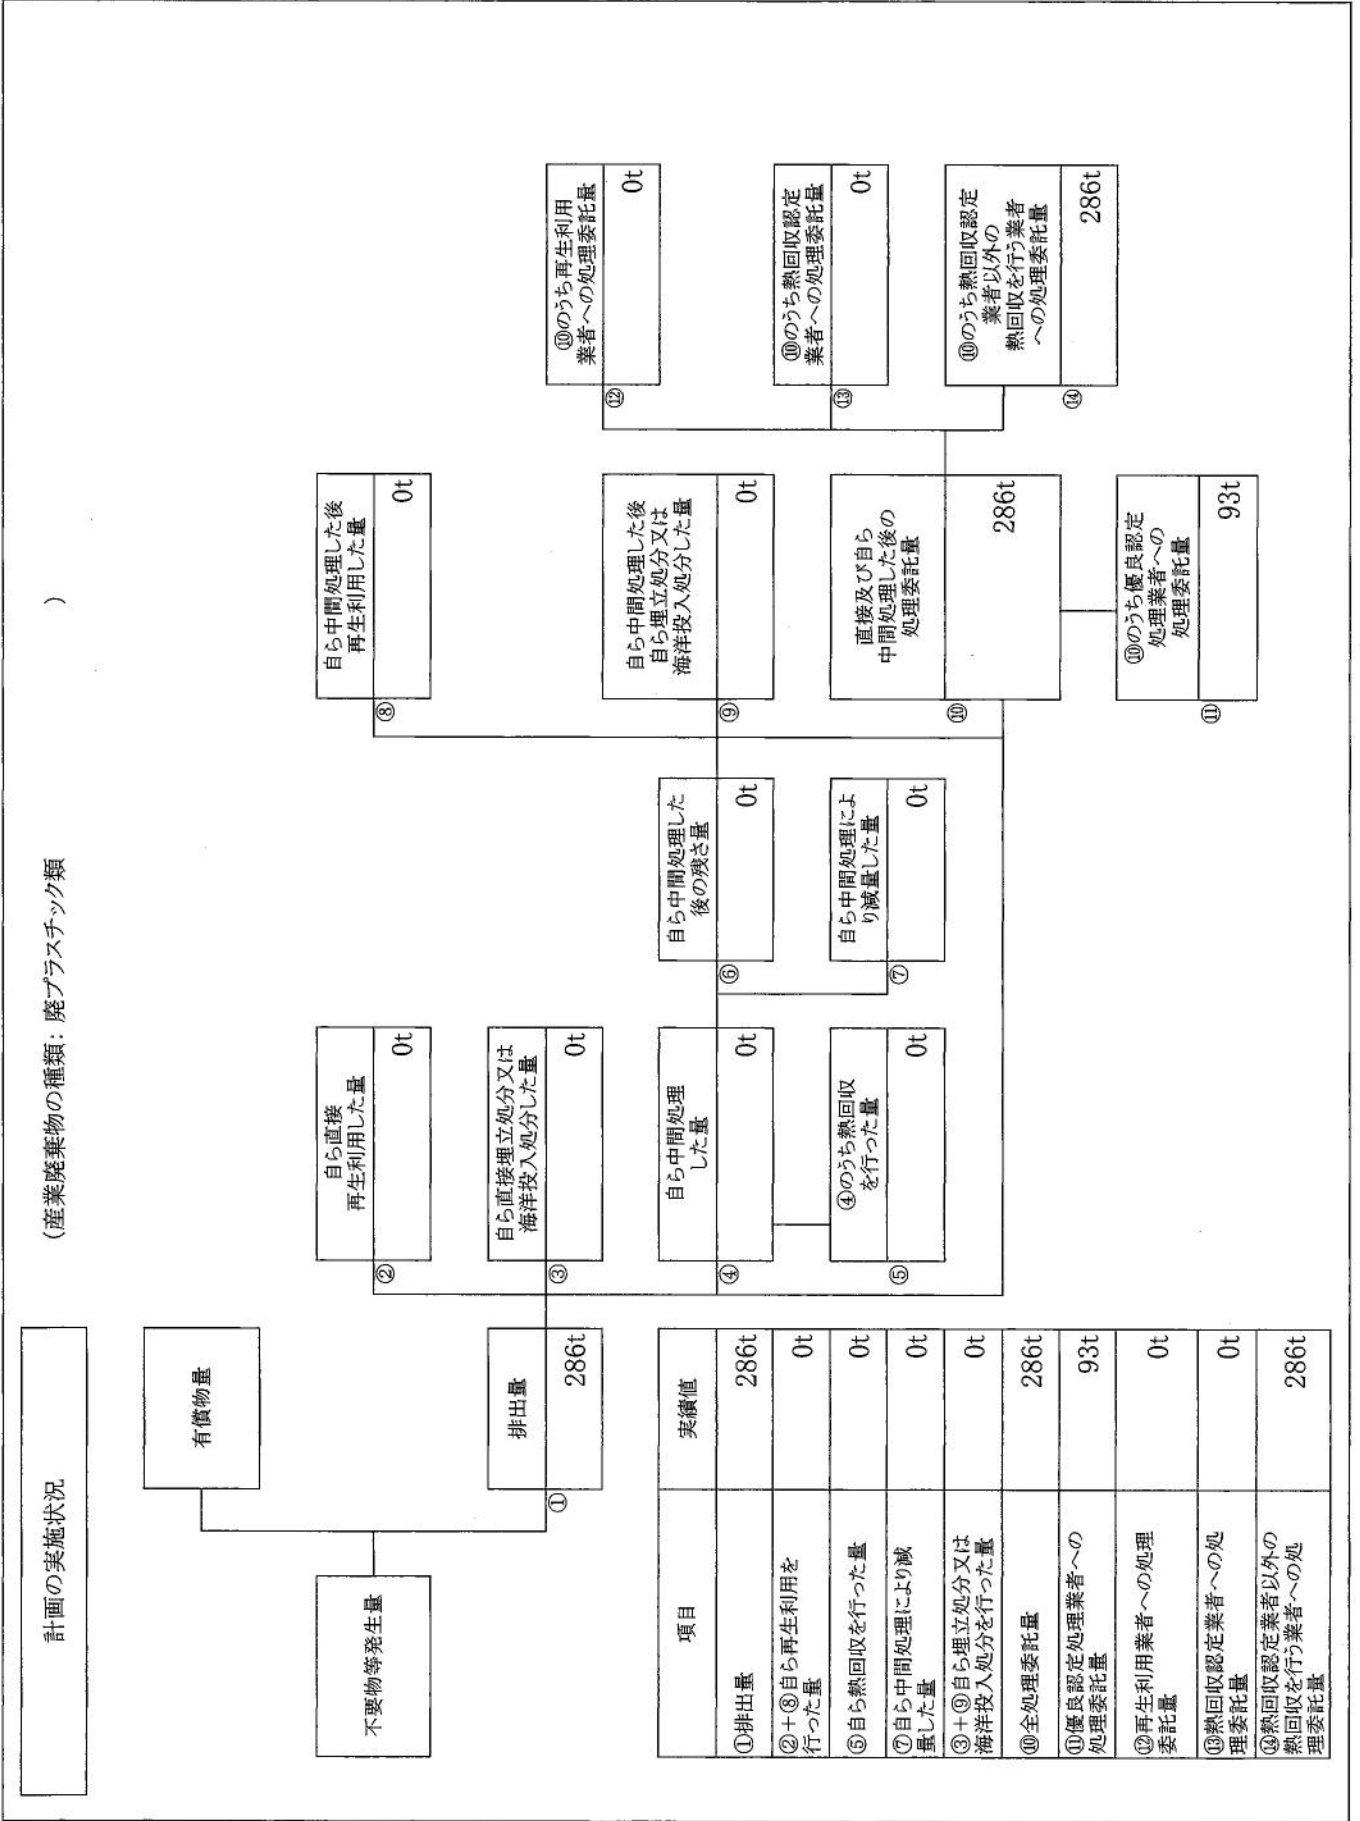 計画の実施状況
(産業廃棄物の種類: 廃プラスチック類 )
不要物等発生量
有償物量
①
排出量
286t
②
自ら直接
再生利用した量
0t
③
自ら直接埋立処分又は
海洋投入処分した量
0t
④
自ら中間処理
した量
0t
⑤
④のうち熱回収
を行った量
0t
⑥
自ら中間処理した
後の残さ量
0t
⑦
自ら中間処理によ
り減量した量
0t
⑧
自ら中間処理した後
再生利用した量
0t
⑨
自ら中間処理した後
自ら埋立処分又は
海洋投入処分した量
0t
⑩
直接及び自ら
中間処理した後の
処理委託量
286t
⑪
⑩のうち優良認定
処理業者への
処理委託量
93t
⑫
⑩のうち再生利用
業者への処理委託量
0t
⑬
⑩のうち熱回収認定
業者への処理委託量
0t
⑭
⑩のうち熱回収認定
業者以外の
熱回収を行う業者
への処理委託量
286t
項目 実績値
①排出量 286t
②+⑧自ら再生利用を
行った量 0t
⑤自ら熱回収を行った量 0t
⑦自ら中間処理により減
量した量 0t
③+⑨自ら埋立処分又は
海洋投入処分を行った量 0t
⑩全処理委託量 286t
⑪優良認定処理業者への
処理委託量 93t
⑫再生利用業者への処理
委託量 0t
⑬熱回収認定業者への処
理委託量 0t
⑭熱回収認定業者以外の
熱回収を行う業者への処
理委託量 286t